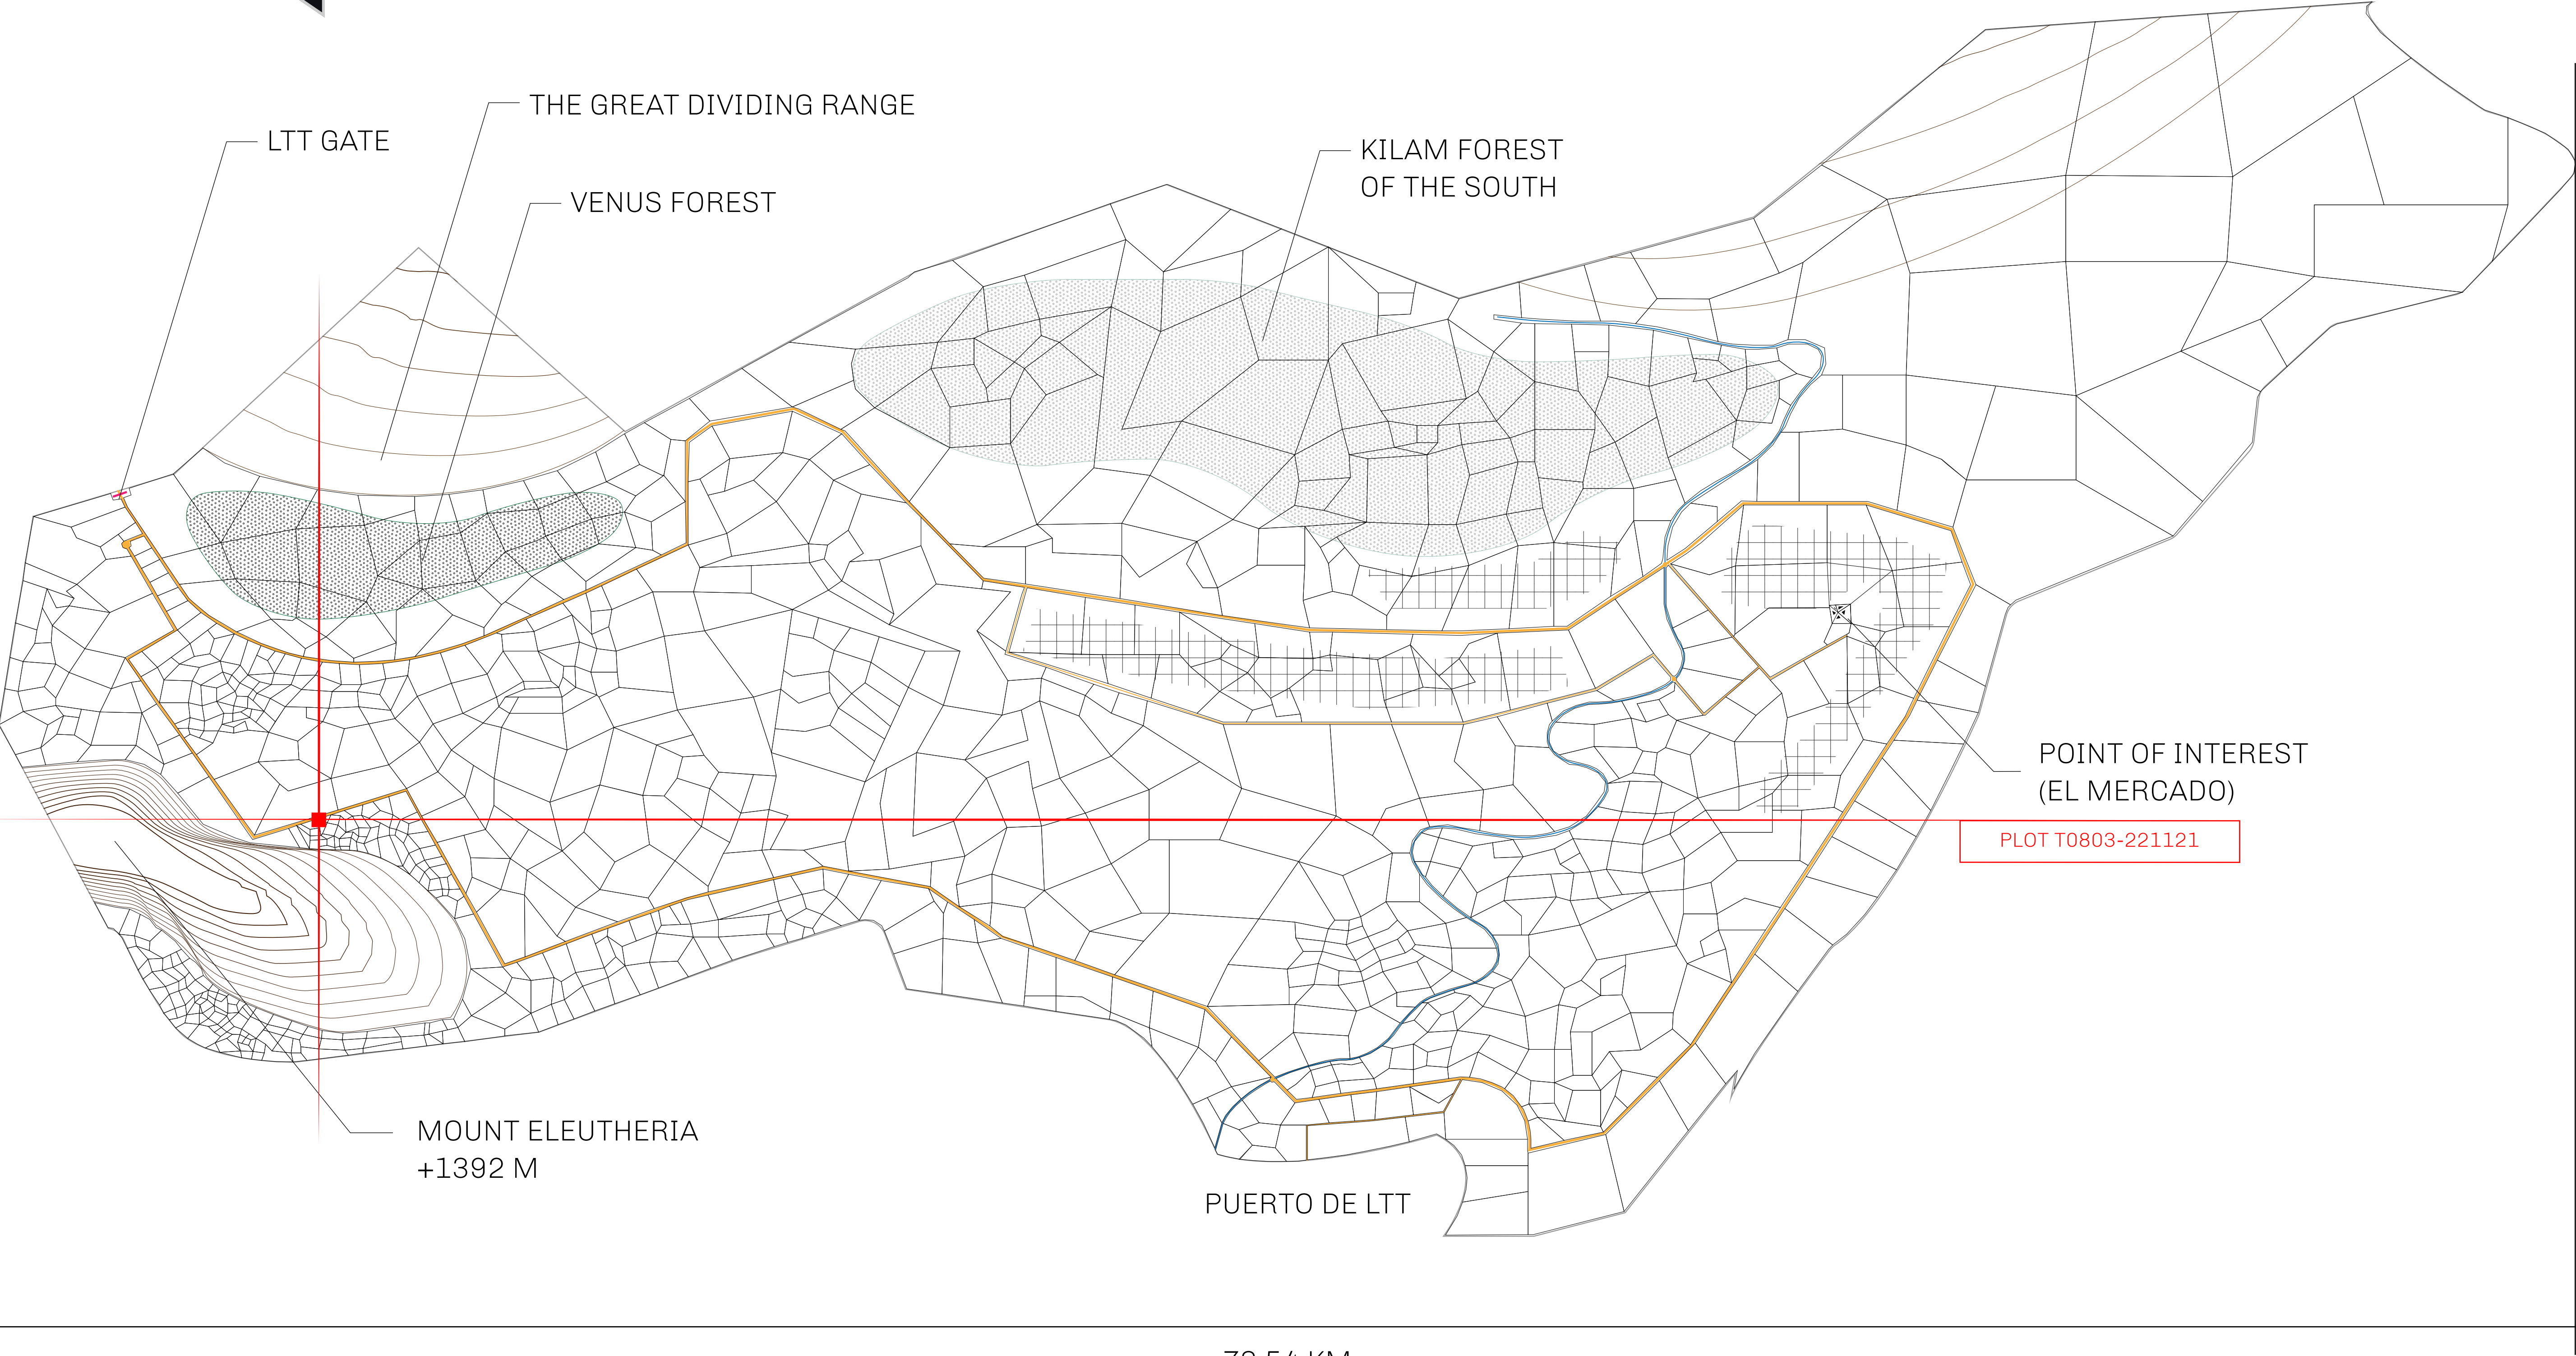 THE GREAT DIVIDING RANGE
LTT GATE
KILAM FOREST
OF THE SOUTH
VENUS FOREST
POINT OF INTEREST
(EL MERCADO)
PLOT T0803-221121
MOUNT ELEUTHERIA
+1392 M
PUERTO DE LTT
KM